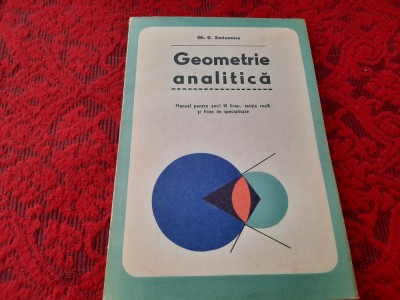 Gh. D. Simionescu
Geometrie
analitică
Manual pentru anul III liceu, secția reală
și licee de specialitate